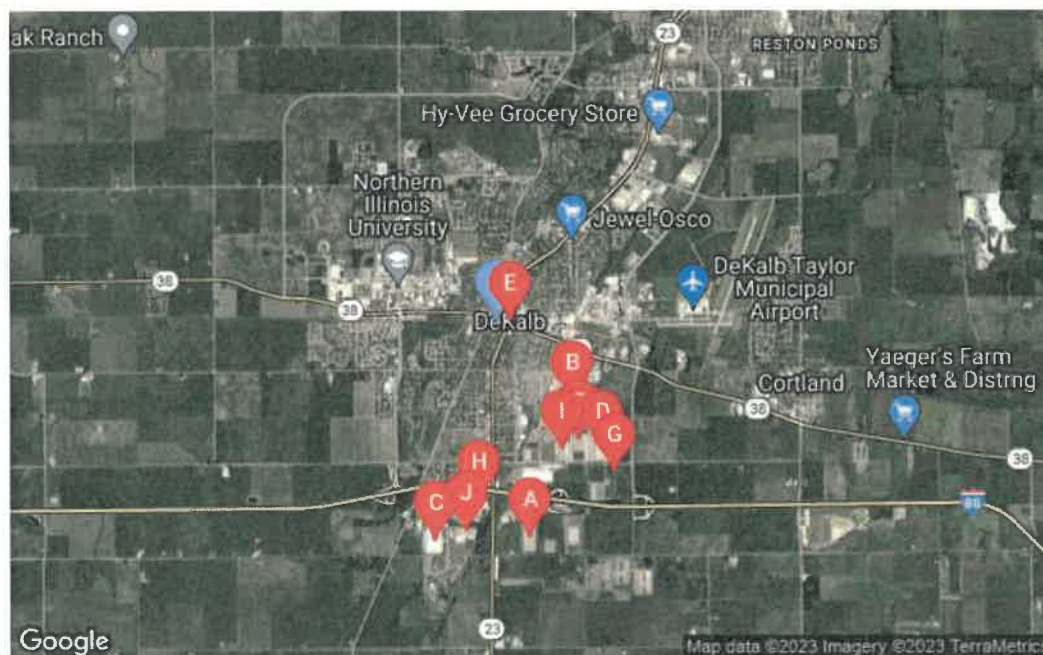 ak Ranch
23
RESTON PONDS
Hy-Vee Grocery Store
Northern
Illinois
University
Jewel-Osco
DeKalb Taylor
Municipal
Airport
38
38
E
DeKalb
B
Yaeger's Farm
Market & Distrng
Cortland
38
I
D
G
38
H
J
C
A
88
23
Google
Map data ©2023 Imagery ©2023 TerraMetrics